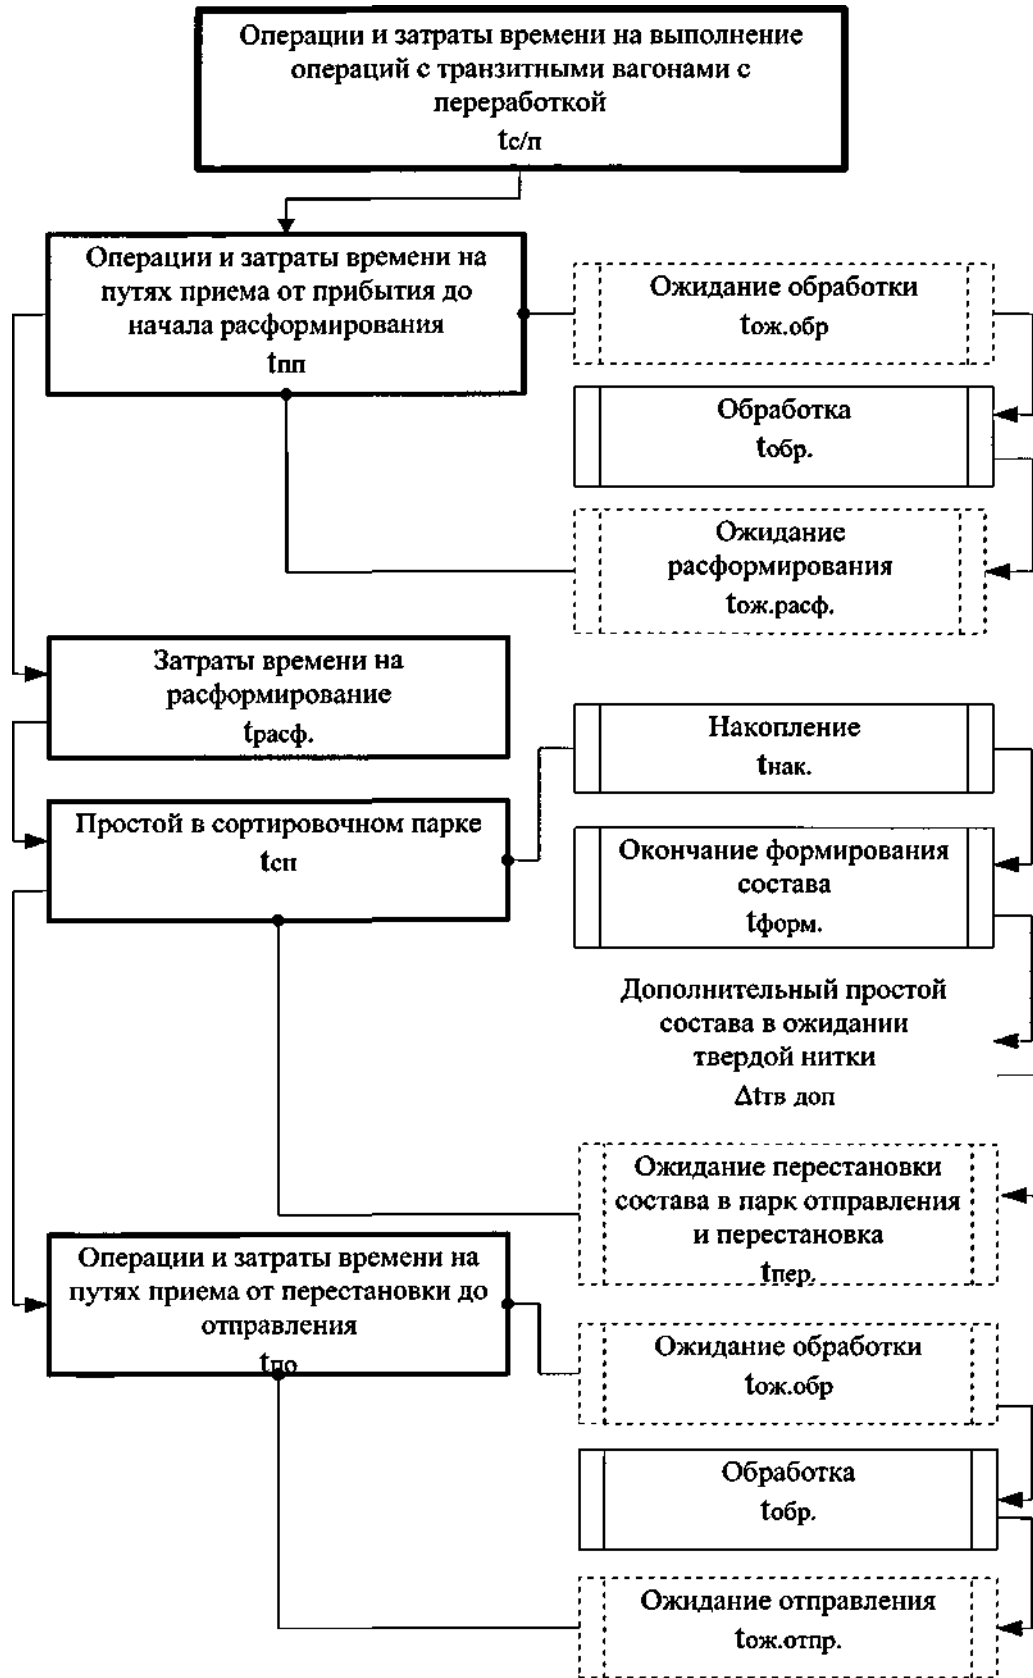 Операции и затраты времени на выполнение
операций с транзитными вагонами с
переработкой
tс/п
Операции и затраты времени на
путях приема от прибытия до
начала расформирования
tпп
Ожидание обработки
tож.обр
Обработка
tобр.
Ожидание
расформирования
tож.расф.
Затраты времени на
расформирование
tрасф.
Накопление
tнак.
Простой в сортировочном парке
tсп
Окончание формирования
состава
tформ.
Дополнительный простой
состава в ожидании
твердой нитки
Δtтв доп
Ожидание перестановки
состава в парк отправления
и перестановка
tпер.
Операции и затраты времени на
путях приема от перестановки до
отправления
tпо
Ожидание обработки
tож.обр
Обработка
tобр.
Ожидание отправления
tож.отпр.